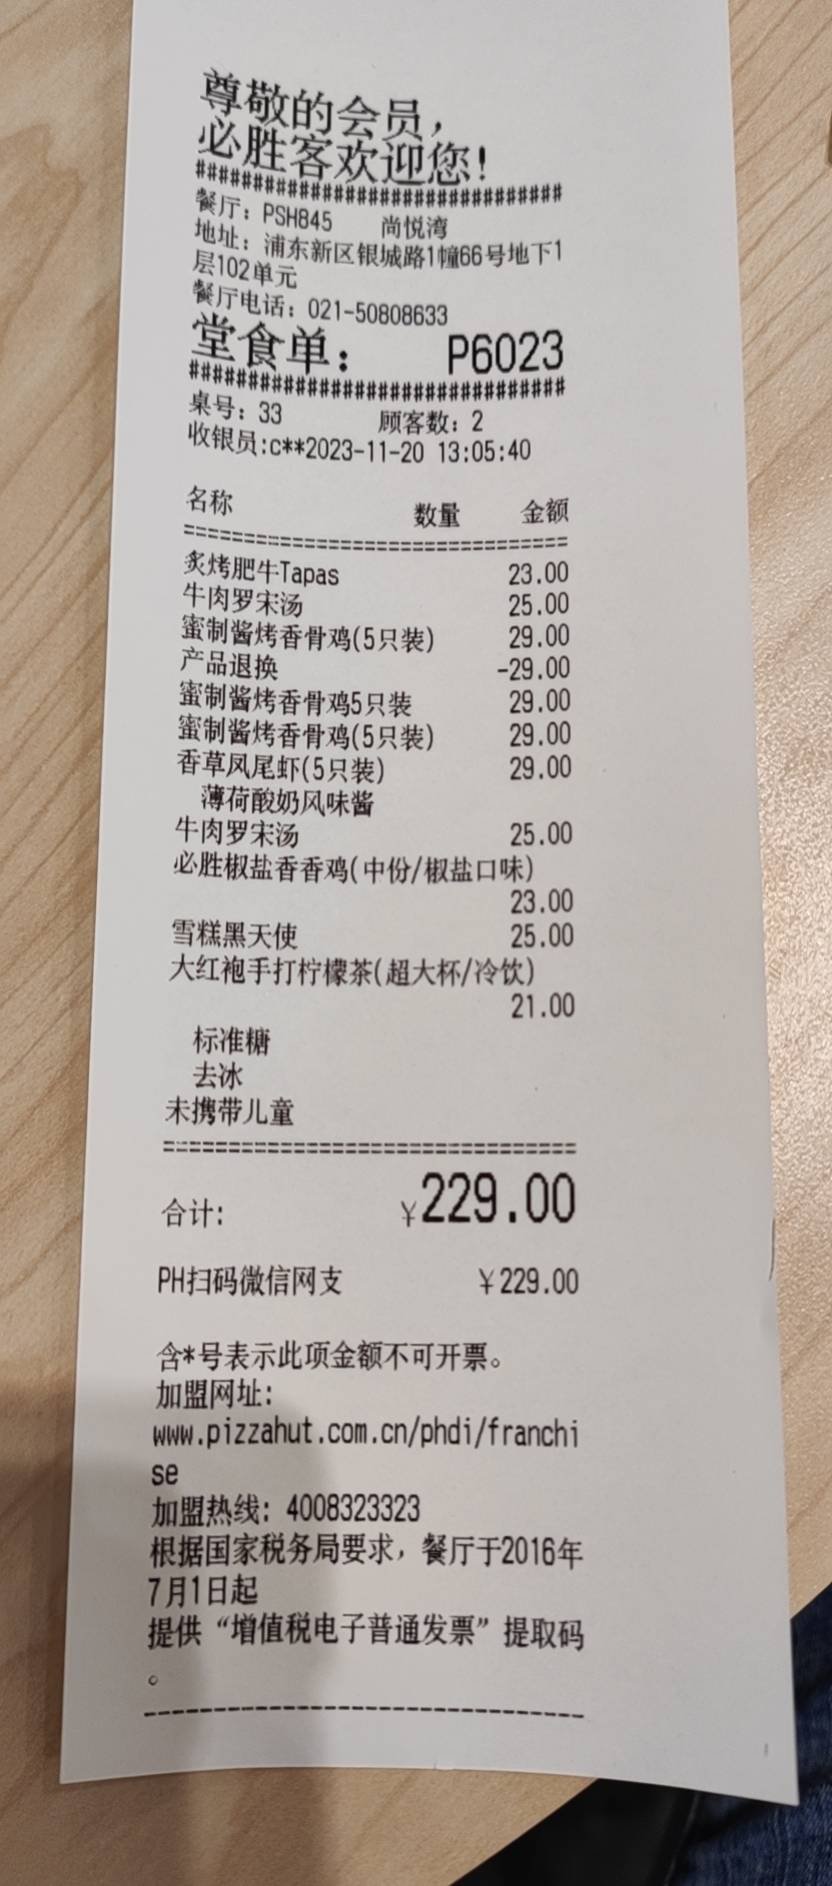 尊敬的会员，
必胜客欢迎您!
###############################
餐厅：PSH845 尚悦湾
地址：浦东新区银城路1幢66号地下1
层102单元
餐厅电话：021-50808633
堂食单： P6023
###############################
桌号：33 顾客数：2
收银员:c**2023-11-20 13:05:40
名称 数量 金额
================================
炙烤肥牛Tapas 23.00
牛肉罗宋汤 25.00
蜜制酱烤香骨鸡(5只装) 29.00
产品退换 -29.00
蜜制酱烤香骨鸡5只装 29.00
蜜制酱烤香骨鸡(5只装) 29.00
香草凤尾虾(5只装) 29.00
薄荷酸奶风味酱
牛肉罗宋汤 25.00
必胜椒盐香香鸡(中份/椒盐口味)
23.00
雪糕黑天使 25.00
大红袍手打柠檬茶(超大杯/冷饮)
21.00
标准糖
去冰
未携带儿童
================================
合计: ¥229.00
PH扫码微信网支 ¥229.00
含*号表示此项金额不可开票。
加盟网址:
www.pizzahut.com.cn/phdi/franchi
se
加盟热线: 4008323323
根据国家税务局要求，餐厅于2016年
7月1日起
提供“增值税电子普通发票”提取码
。
--------------------------------